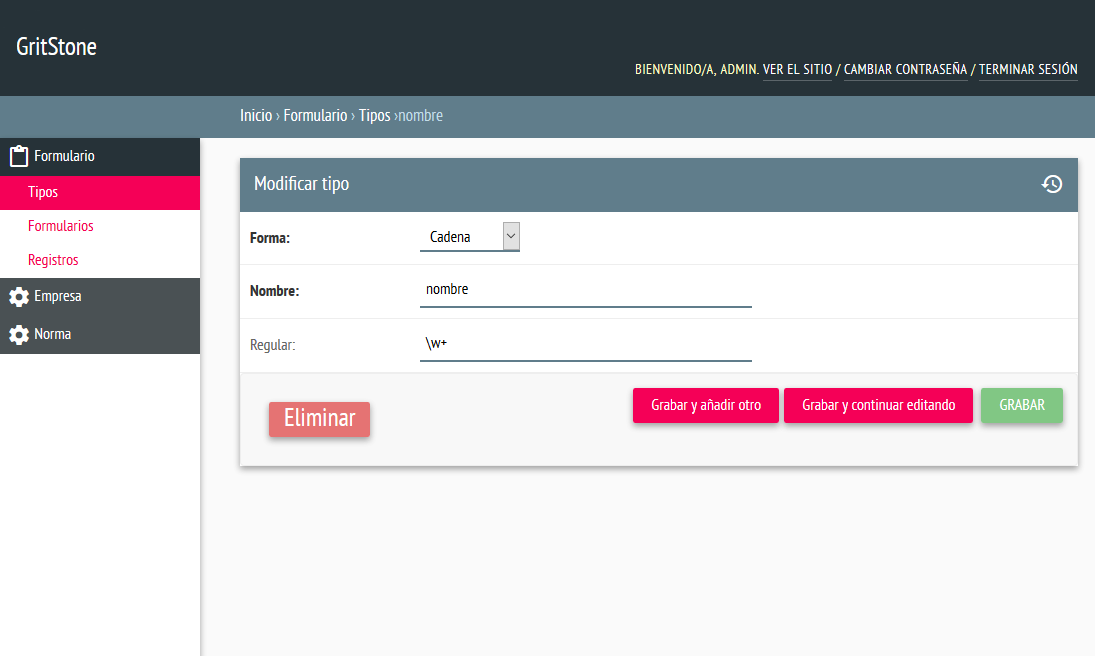 GritStone
BIENVENIDO/A, ADMIN. VER EL SITIO / CAMBIAR CONTRASEÑA / TERMINAR SESIÓN
Inicio › Formulario › Tipos ›nombre
Formulario
Tipos
Formularios
Registros
Empresa
Norma
Modificar tipo
Forma: Cadena
Nombre: nombre
Regular: \w+
Eliminar Grabar y añadir otro Grabar y continuar editando GRABAR